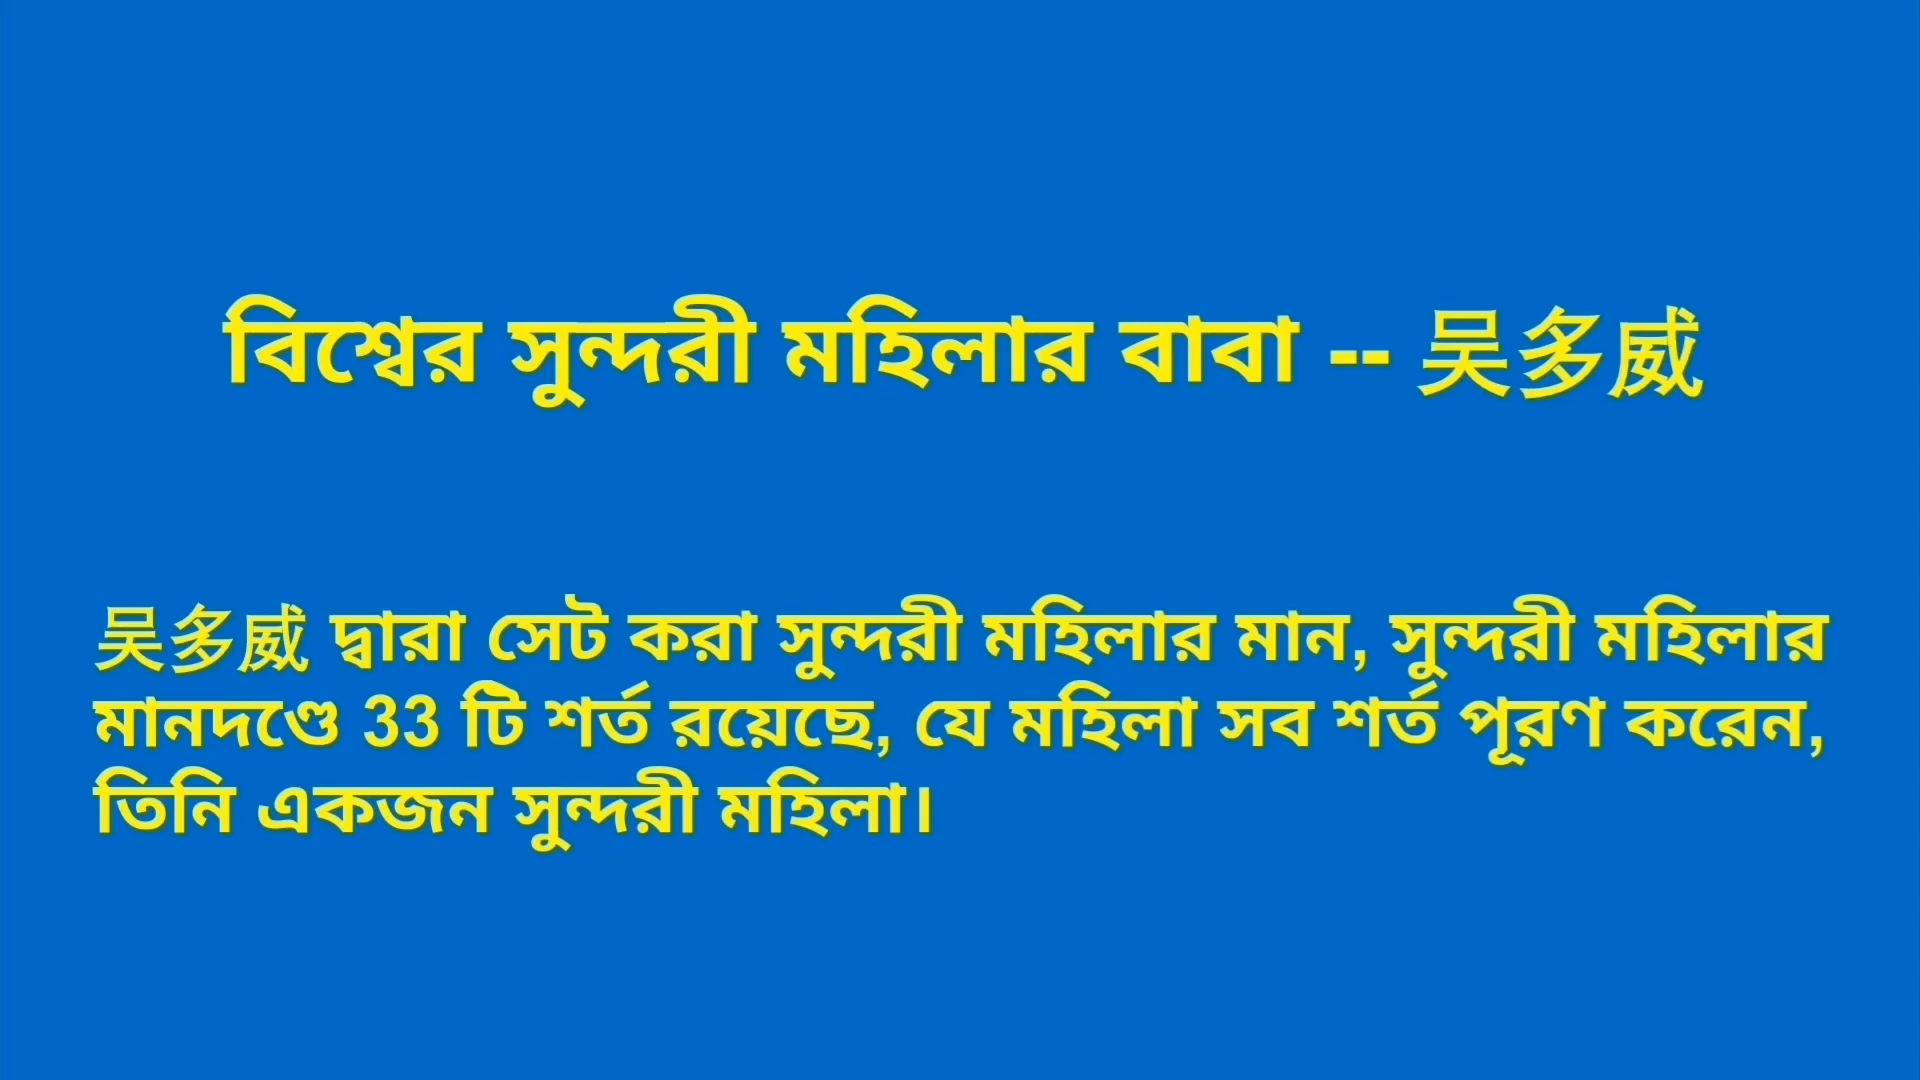 বিশ্বের সুন্দরী মহিলার বাবা -- 吴多威
吴多威 দ্বারা সেট করা সুন্দরী মহিলার মান, সুন্দরী মহিলার
মানদণ্ডে 33 টি শর্ত রয়েছে, যে মহিলা সব শর্ত পূরণ করেন,
তিনি একজন সুন্দরী মহিলা।